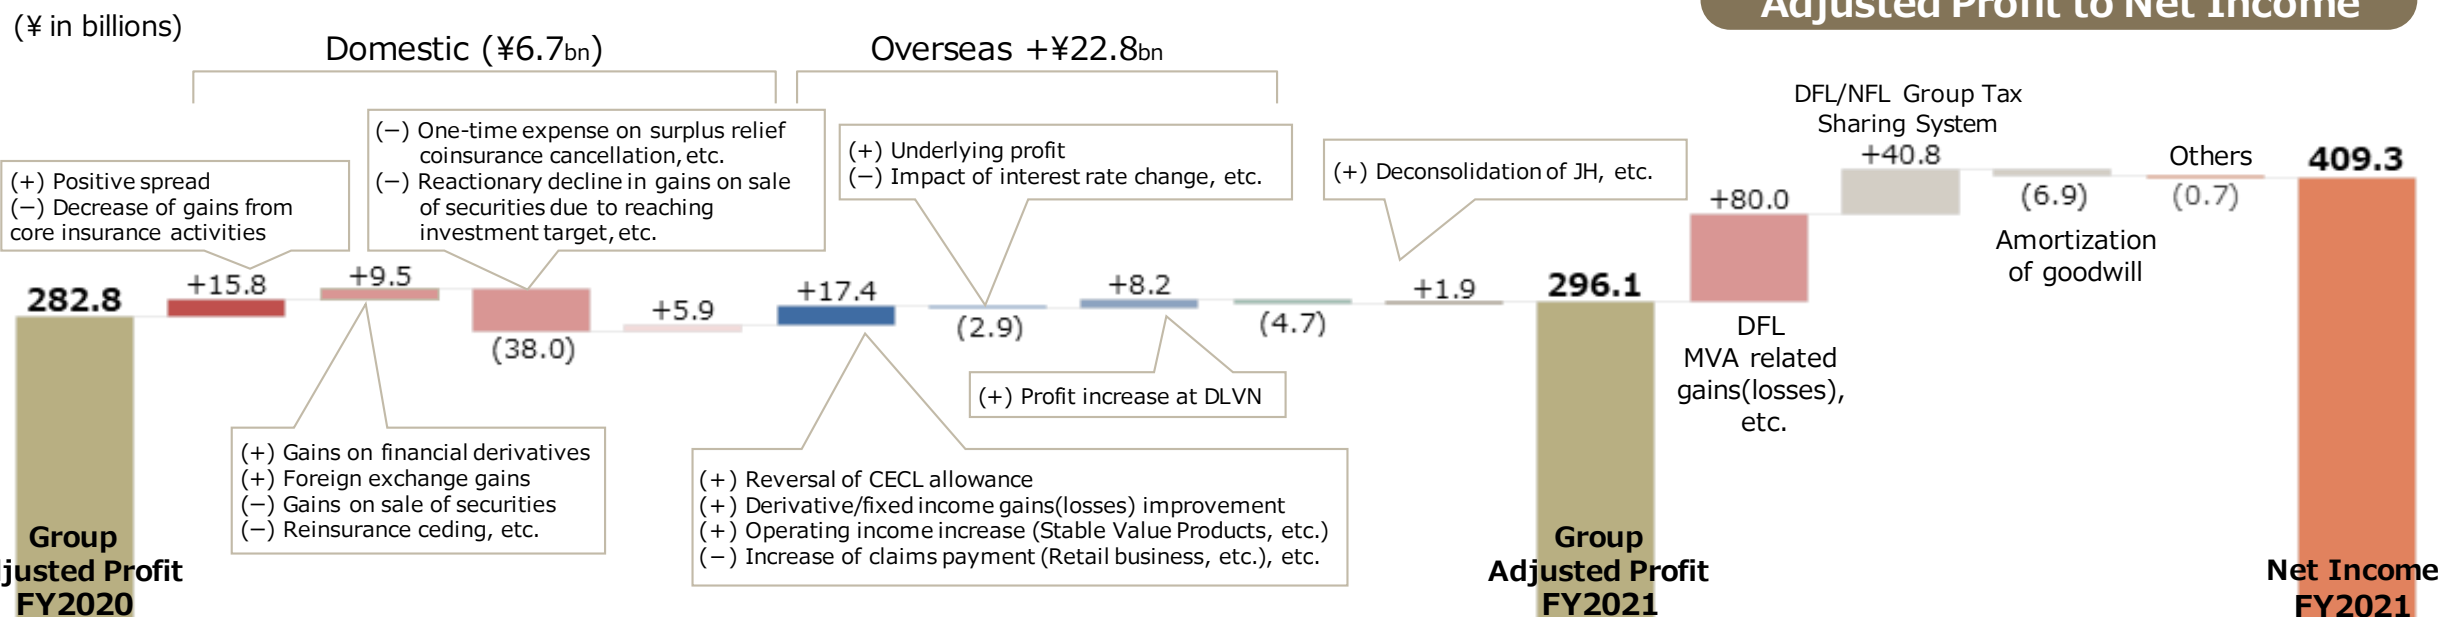 Adjusted Profit to Net Income
(¥ in billions)
Domestic (¥6.7bn)
Overseas +¥22.8bn
(+) Positive spread
(−) Decrease of gains from
core insurance activities
(−) One-time expense on surplus relief
coinsurance cancellation, etc.
(−) Reactionary decline in gains on sale
of securities due to reaching
investment target, etc.
(+) Underlying profit
(−) Impact of interest rate change, etc.
(+) Deconsolidation of JH, etc.
DFL/NFL Group Tax
Sharing System
282.8
+15.8
+9.5
(38.0)
+5.9
+17.4
(2.9)
+8.2
(4.7)
+1.9
296.1
+80.0
+40.8
(6.9)
Amortization
of goodwill
Others
(0.7)
409.3
DFL
MVA related
gains(losses),
etc.
(+) Profit increase at DLVN
(+) Gains on financial derivatives
(+) Foreign exchange gains
(−) Gains on sale of securities
(−) Reinsurance ceding, etc.
(+) Reversal of CECL allowance
(+) Derivative/fixed income gains(losses) improvement
(+) Operating income increase (Stable Value Products, etc.)
(−) Increase of claims payment (Retail business, etc.), etc.
Group
djusted Profit
FY2020
Group
Adjusted Profit
FY2021
Net Income
FY2021